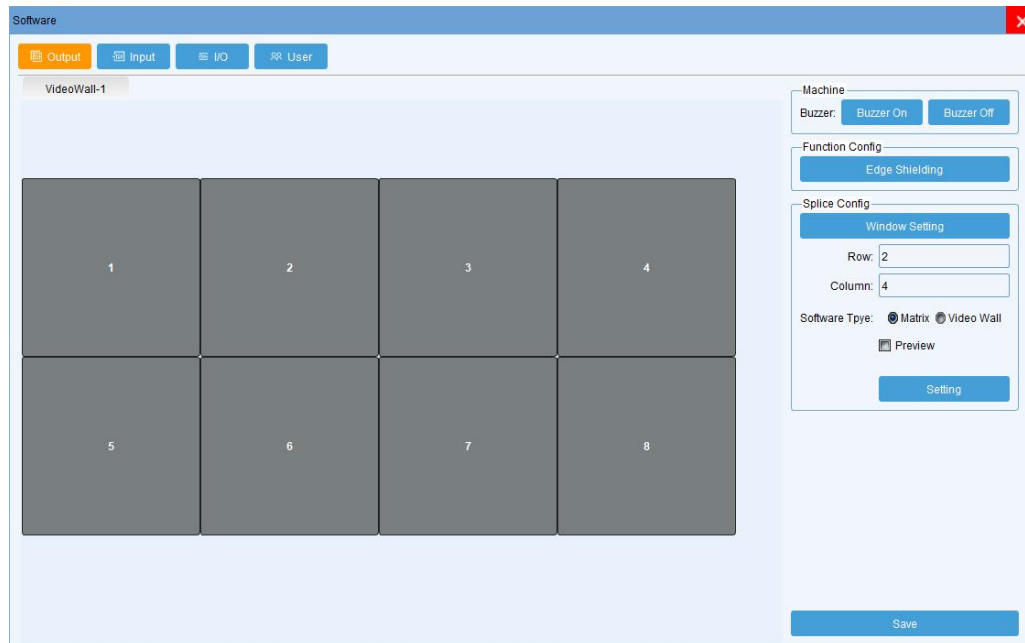 Software
Output Input I/O User
VideoWall-1
Machine
Buzzer: Buzzer On Buzzer Off
Function Config
Edge Shielding
Splice Config
Window Setting
Row: 2
Column: 4
Software Tpye: Matrix Video Wall
Preview
Setting
1 2 3 4
5 6 7 8
Save